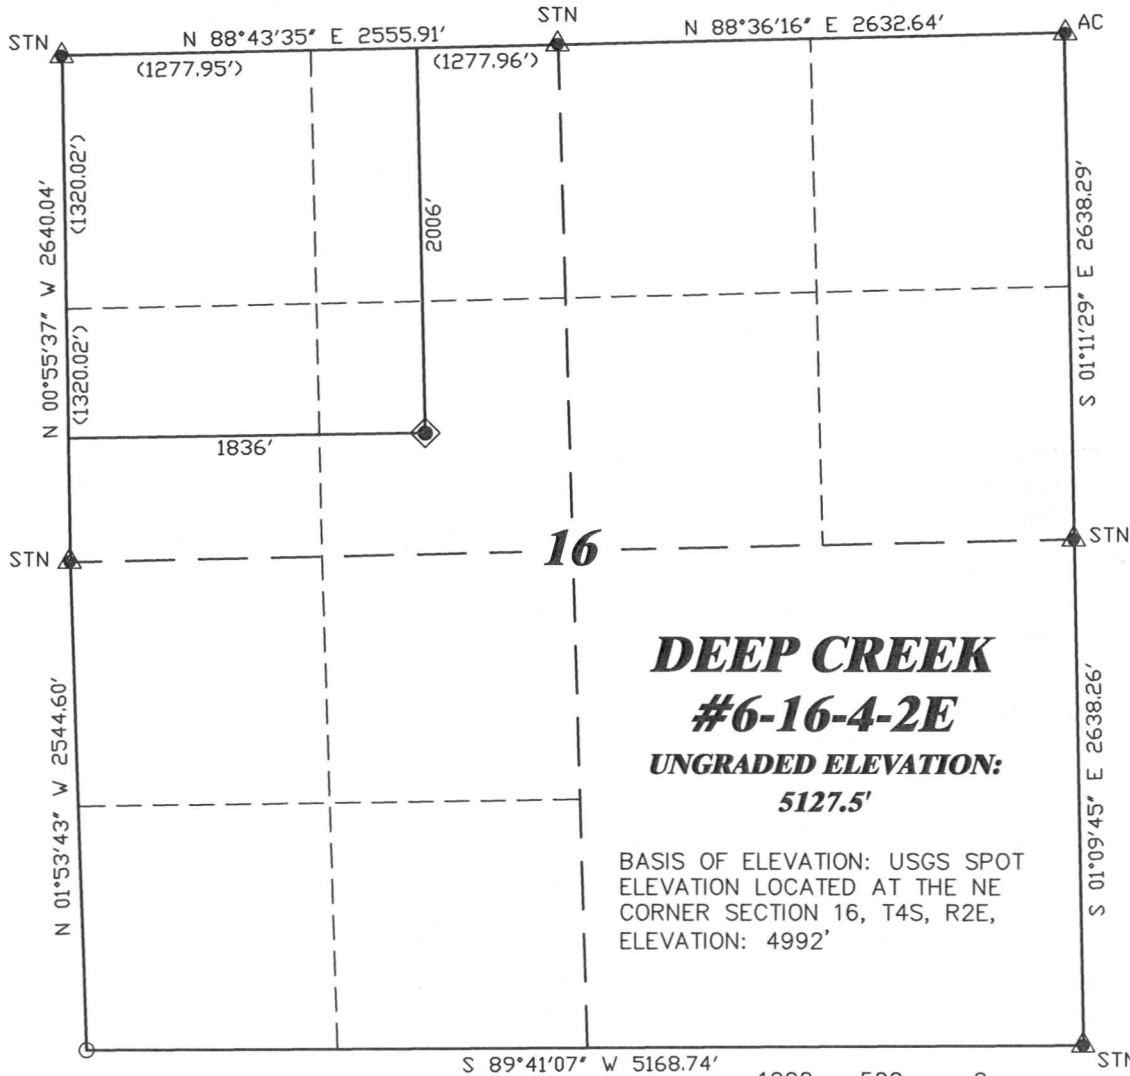 STN
N 88°43'35" E 2555.91'
STN
N 88°36'16" E 2632.64'
AC
(1277.95')
(1277.96')
N 00°55'37" W 2640.04'
(1320.02')
(1320.02')
2006'
S 01°11'29" E 2638.29'
1836'
STN
16
STN
DEEP CREEK
#6-16-4-2E
UNGRADED ELEVATION:
5127.5'
BASIS OF ELEVATION: USGS SPOT
ELEVATION LOCATED AT THE NE
CORNER SECTION 16, T4S, R2E,
ELEVATION: 4992'
N 01°53'43" W 2544.60'
S 01°09'45" E 2638.26'
S 89°41'07" W 5168.74'
STN